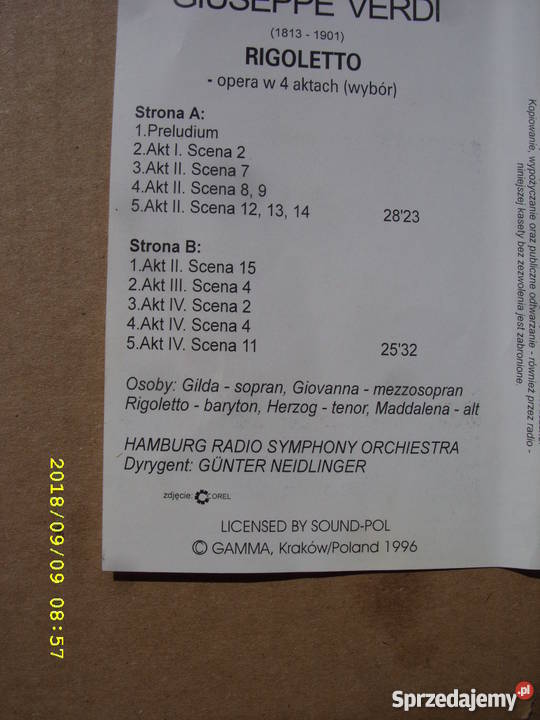 GIUSEPPE VERDI
(1813 - 1901)
RIGOLETTO
- opera w 4 aktach (wybór)
Strona A:
1.Preludium
2.Akt I. Scena 2
3.Akt II. Scena 7
4.Akt II. Scena 8, 9
5.Akt II. Scena 12, 13, 14 28'23
Strona B:
1.Akt II. Scena 15
2.Akt III. Scena 4
3.Akt IV. Scena 2
4.Akt IV. Scena 4
5.Akt IV. Scena 11 25'32
Osoby: Gilda - sopran, Giovanna - mezzosopran
Rigoletto - baryton, Herzog - tenor, Maddalena - alt
HAMBURG RADIO SYMPHONY ORCHIESTRA
Dyrygent: GÜNTER NEIDLINGER
zdjęcie: COREL
LICENSED BY SOUND-POL
© GAMMA, Kraków/Poland 1996
Kopiowanie, wypożyczanie oraz publiczne odtwarzanie - również przez radio -
niniejszej kasety bez zezwolenia jest zabronione.
2018/09/09 08:57
Sprzedajemy.pl